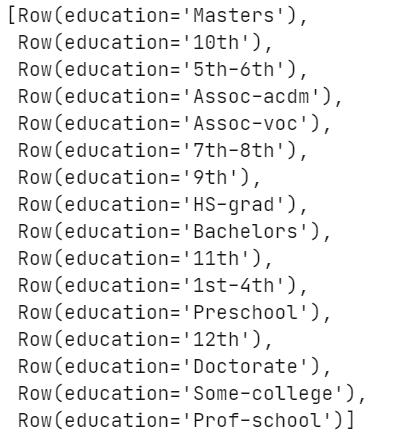 [Row(education='Masters'),
Row(education='10th'),
Row(education='5th-6th'),
Row(education='Assoc-acdm'),
Row(education='Assoc-voc'),
Row(education='7th-8th'),
Row(education='9th'),
Row(education='HS-grad'),
Row(education='Bachelors'),
Row(education='11th'),
Row(education='1st-4th'),
Row(education='Preschool'),
Row(education='12th'),
Row(education='Doctorate'),
Row(education='Some-college'),
Row(education='Prof-school')]